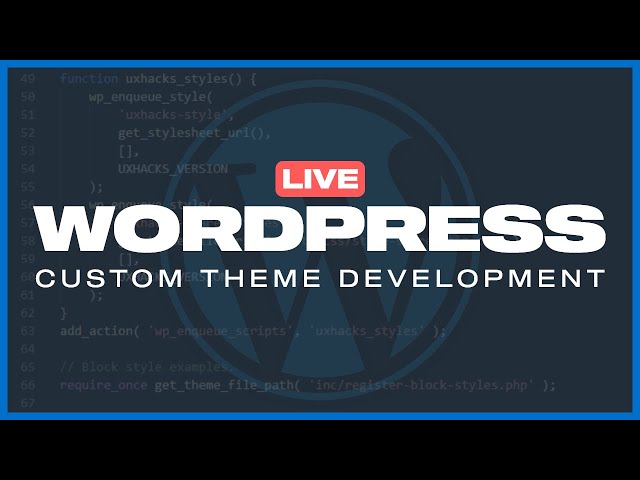 49 function uxhacks_styles() {
50 wp_enqueue_style(
51 'uxhacks-style',
52 get_stylesheet_uri(),
53 [],
54 UXHACKS_VERSION
55 );
56 wp_enqueue_style(
LIVE
WORDPRESS
CUSTOM THEME DEVELOPMENT
);
62 }
63 add_action( 'wp_enqueue_scripts', 'uxhacks_styles' );
64
65 // Block style examples.
66 require_once get_theme_file_path( 'inc/register-block-styles.php' );
67